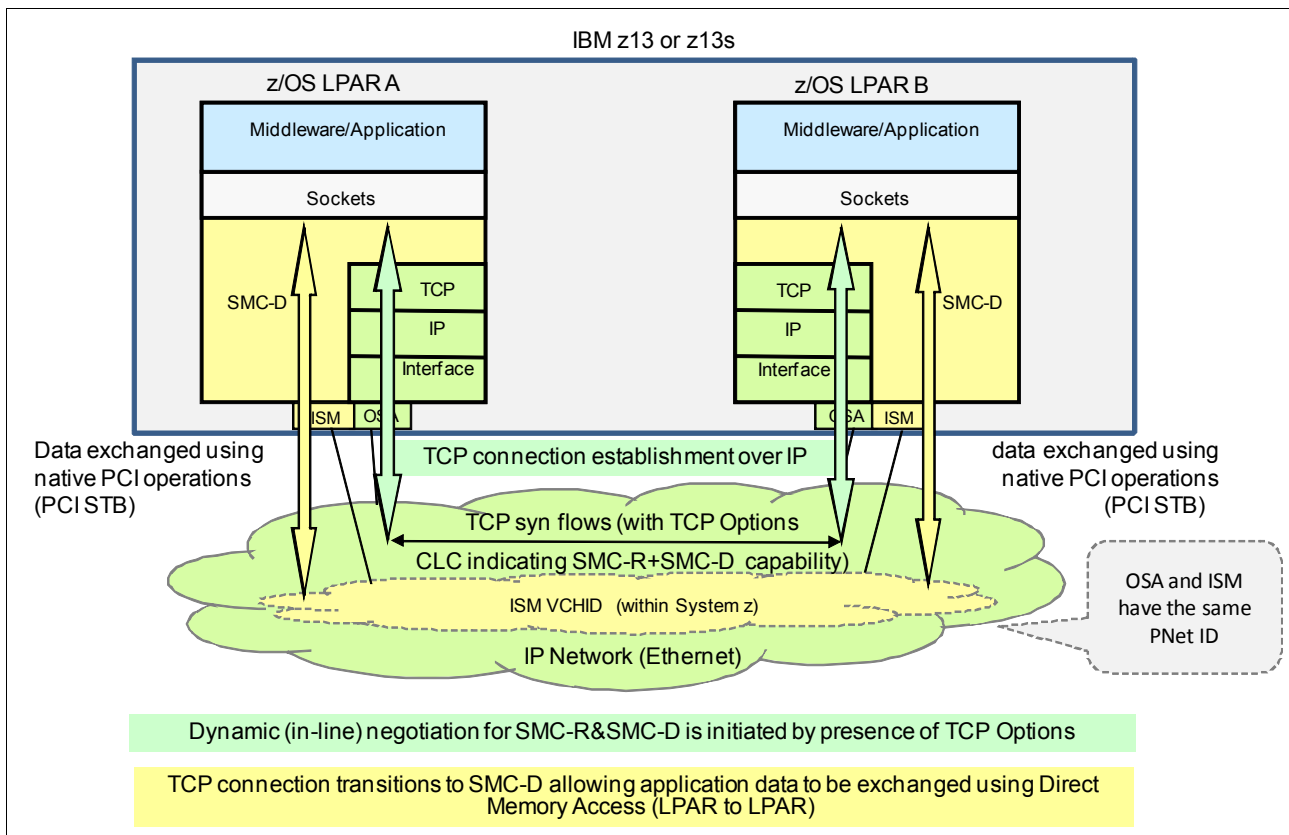 IBM z13 or z13s
z/OS LPAR A
z/OS LPAR B
Middleware/Application
Middleware/Application
Sockets
Sockets
SMC-D
TCP
IP
Interface
TCP
IP
Interface
SMC-D
ISM
OSA
OSA
ISM
Data exchanged using
native PCI operations
(PCI STB)
TCP connection establishment over IP
data exchanged using
native PCI operations
(PCI STB)
TCP syn flows (with TCP Options
CLC indicating SMC-R+SMC-D capability)
ISM VCHID (within System z)
IP Network (Ethernet)
OSA and ISM
have the same
PNet ID
Dynamic (in-line) negotiation for SMC-R&SMC-D is initiated by presence of TCP Options
TCP connection transitions to SMC-D allowing application data to be exchanged using Direct
Memory Access (LPAR to LPAR)